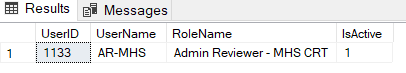 Results Messages
UserID UserName RoleName IsActive
1 1133 AR-MHS Admin Reviewer - MHS CRT 1